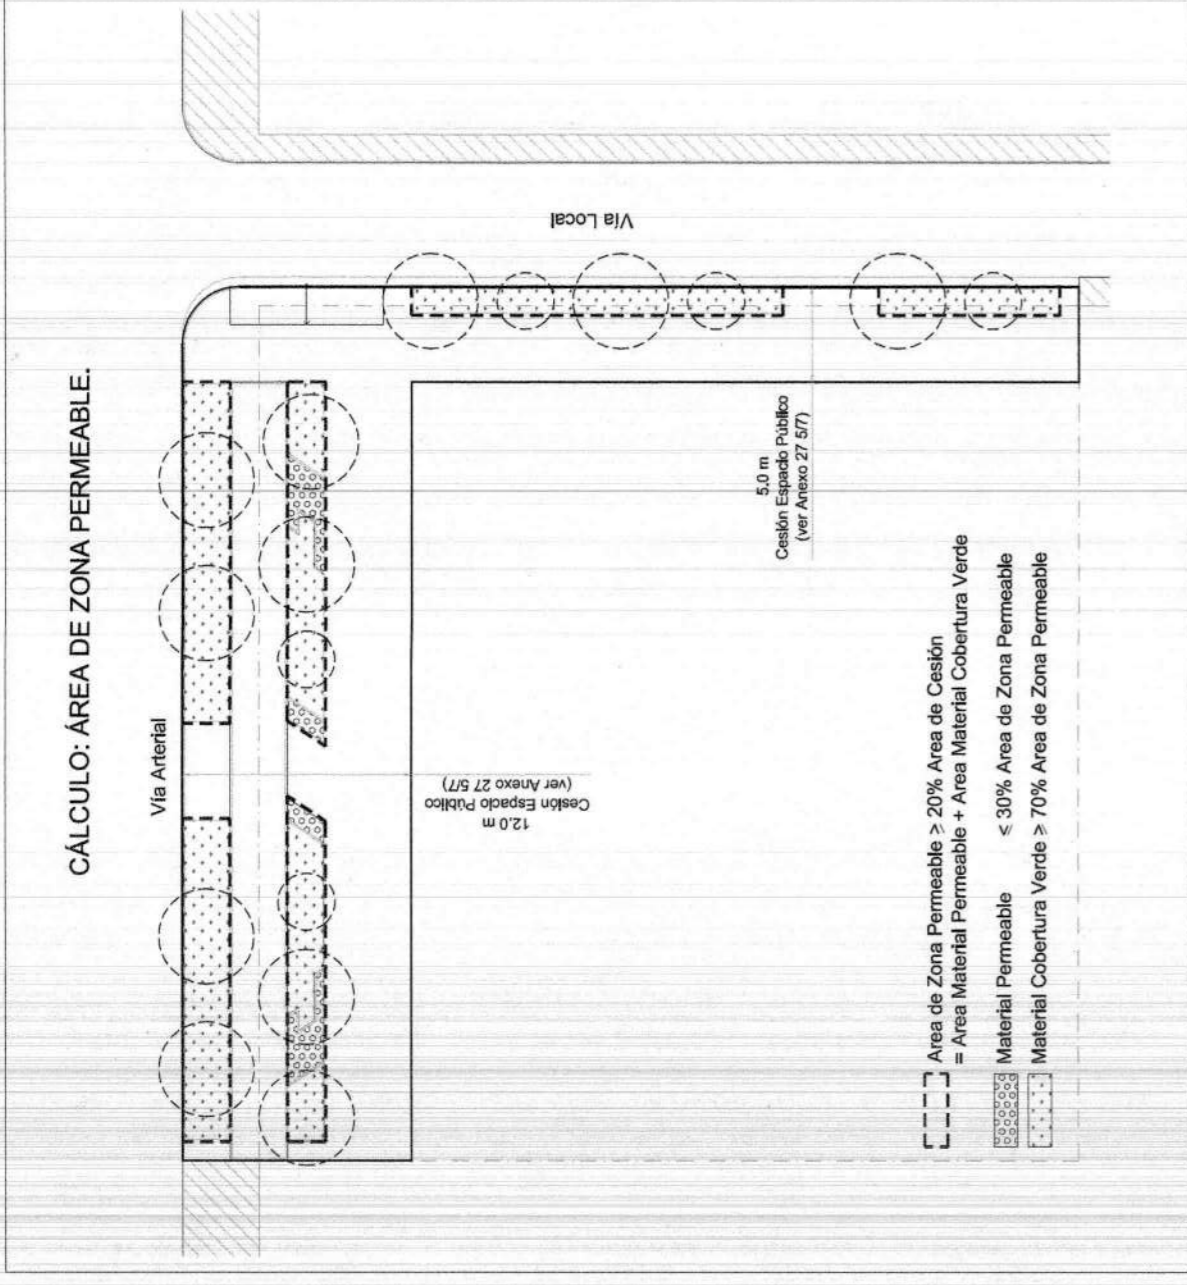 CÁLCULO: ÁREA DE ZONA PERMEABLE.
Vía Arterial
Vía Local
12.0 m
Cesión Espacio Público
(ver Anexo 27 5/7)
5.0 m
Cesión Espacio Público
(ver Anexo 27 5/7)
Area de Zona Permeable ⩾ 20% Area de Cesión
= Area Material Permeable + Area Material Cobertura Verde
Material Permeable ⩽ 30% Area de Zona Permeable
Material Cobertura Verde ⩾ 70% Area de Zona Permeable